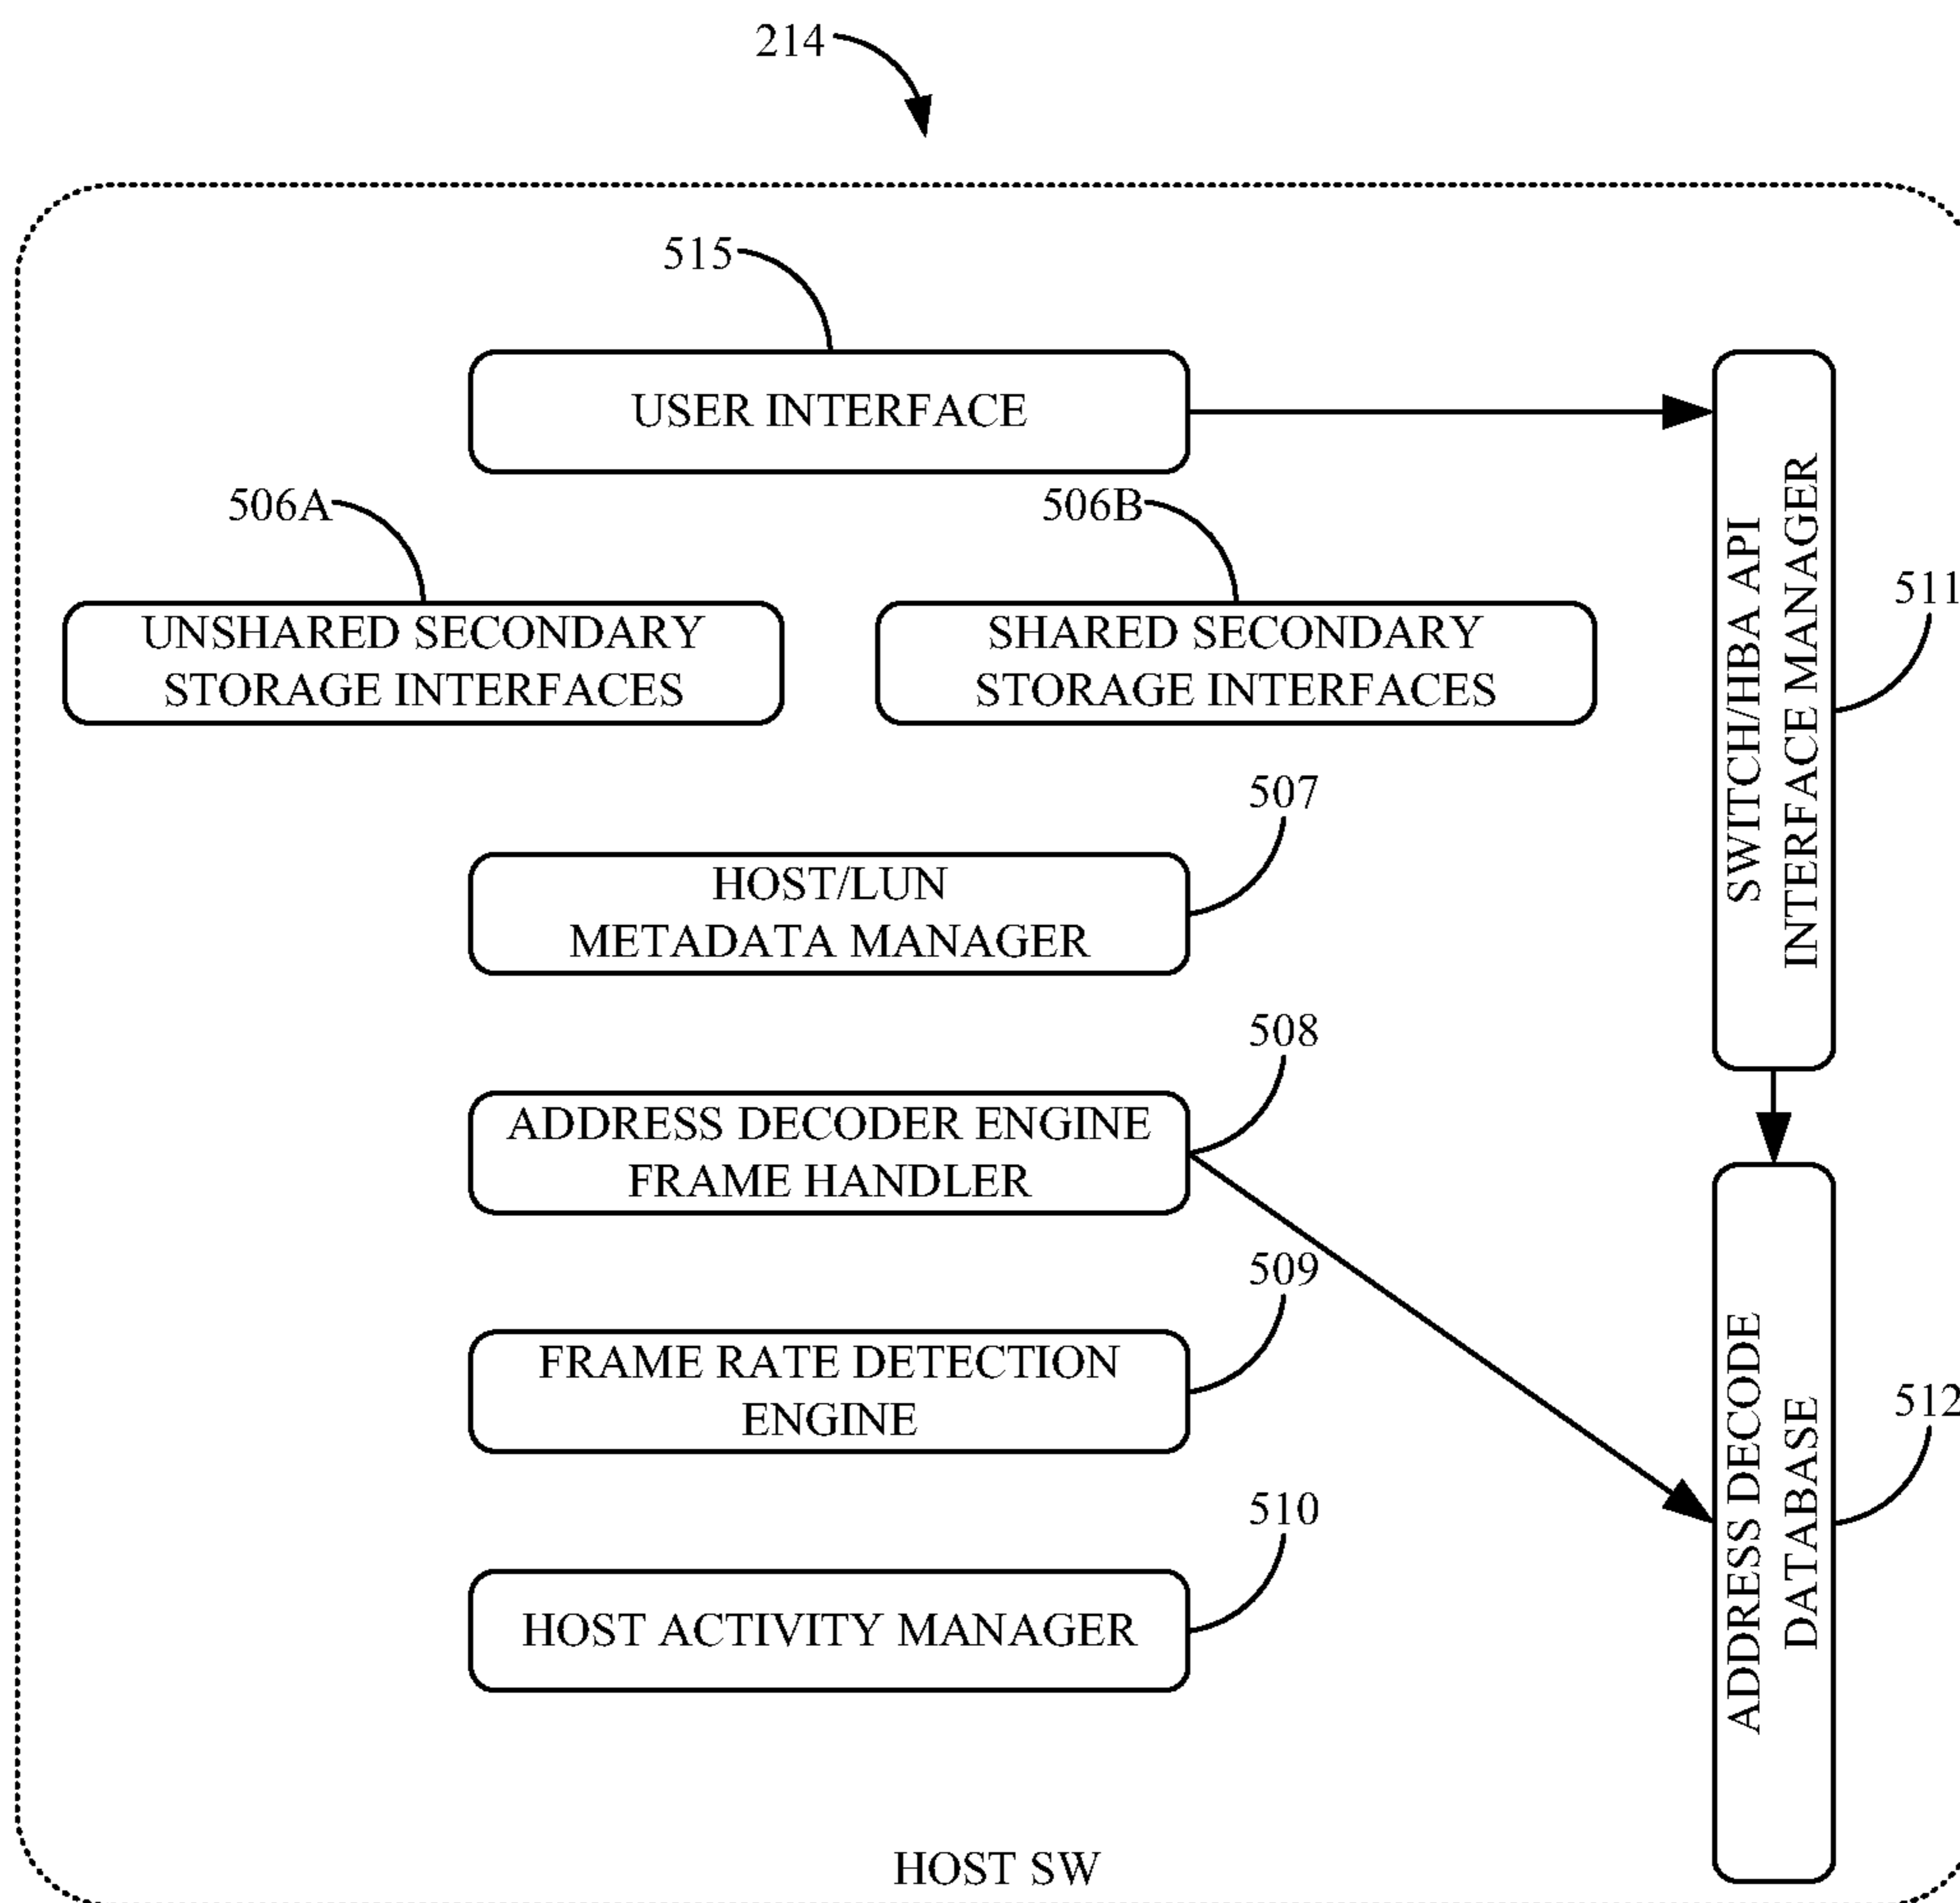 214
515
USER INTERFACE
506A
506B
UNSHARED SECONDARY
STORAGE INTERFACES
SHARED SECONDARY
STORAGE INTERFACES
SWITCH/HBA API
INTERFACE MANAGER
511
507
HOST/LUN
METADATA MANAGER
508
ADDRESS DECODER ENGINE
FRAME HANDLER
509
FRAME RATE DETECTION
ENGINE
ADDRESS DECODE
DATABASE
512
510
HOST ACTIVITY MANAGER
HOST SW